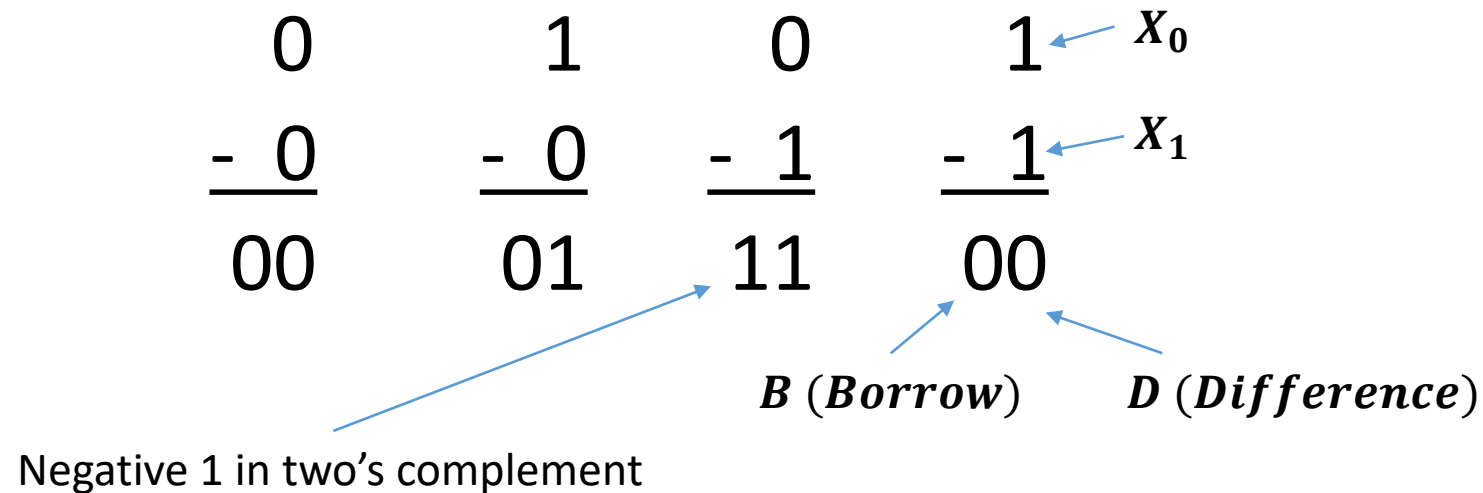 0 1 0 1 X₀
- 0 - 0 - 1 - 1 X₁
00 01 11 00
B (Borrow) D (Difference)
Negative 1 in two’s complement